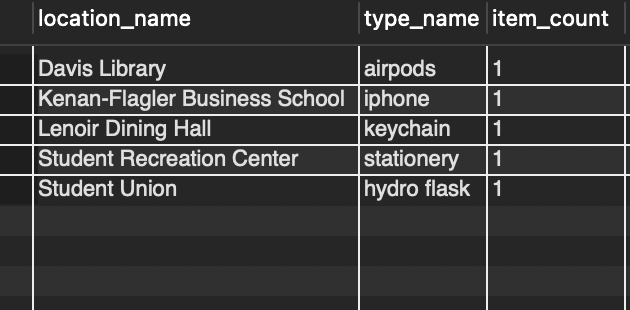 location_name type_name item_count
Davis Library airpods 1
Kenan-Flagler Business School iphone 1
Lenoir Dining Hall keychain 1
Student Recreation Center stationery 1
Student Union hydro flask 1